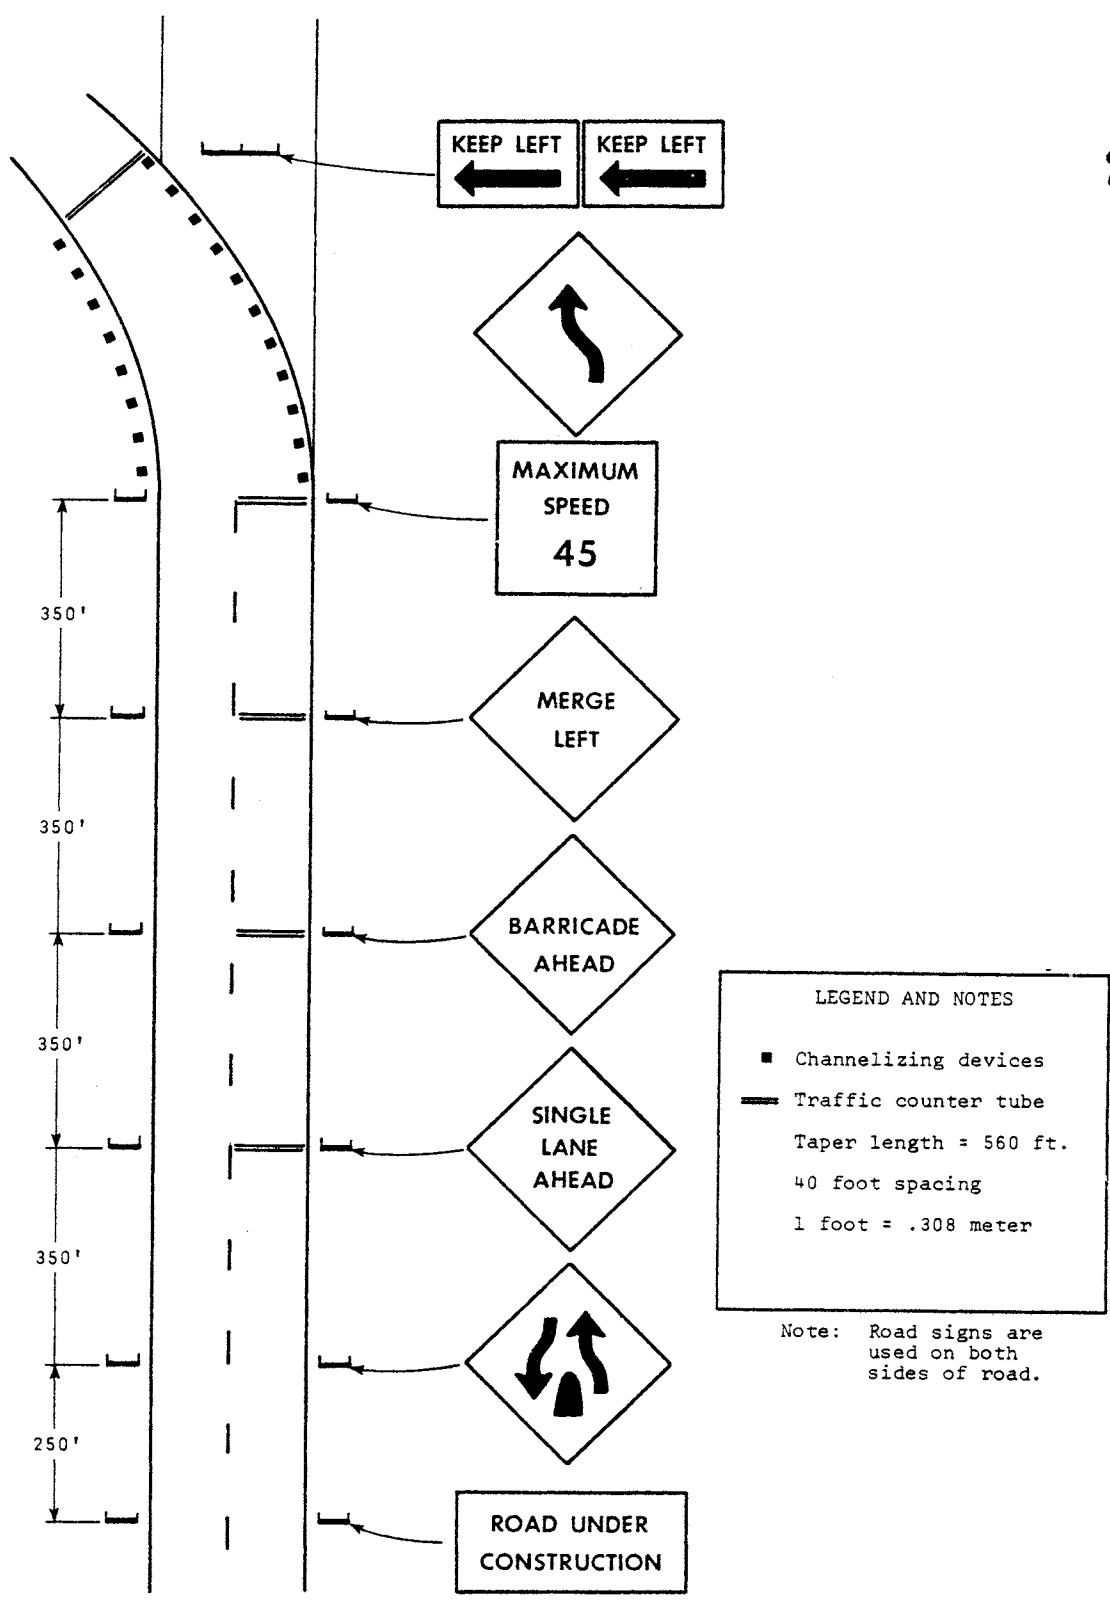 KEEP LEFT
KEEP LEFT
MAXIMUM
SPEED
45
350'
MERGE
LEFT
350'
BARRICADE
AHEAD
350'
SINGLE
LANE
AHEAD
350'
250'
ROAD UNDER
CONSTRUCTION
LEGEND AND NOTES
Channelizing devices
Traffic counter tube
Taper length = 560 ft.
40 foot spacing
1 foot = .308 meter
Note: Road signs are
used on both
sides of road.